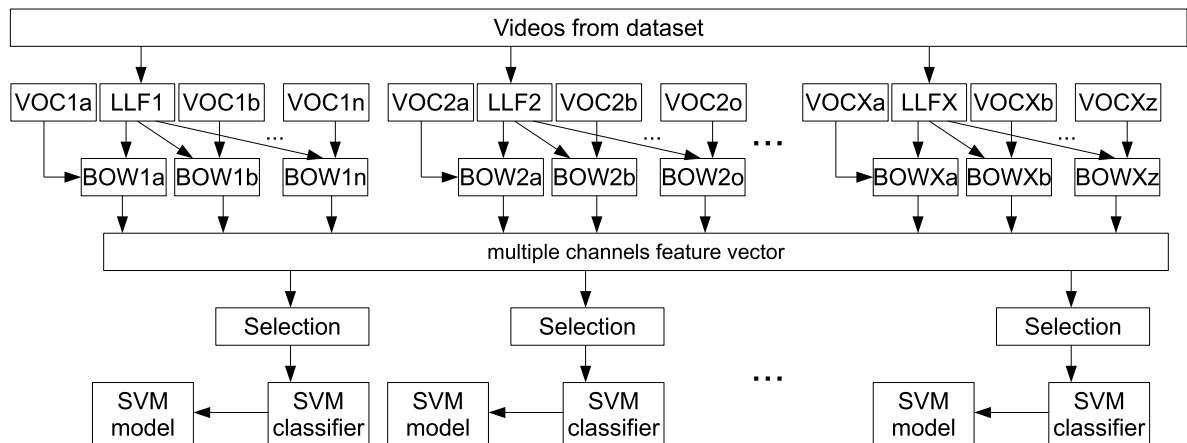 Videos from dataset
VOC1a LLF1 VOC1b VOC1n VOC2a LLF2 VOC2b VOC2o VOCXa LLFX VOCXb VOCXz
... ... ... ...
BOW1a BOW1b BOW1n BOW2a BOW2b BOW2o BOWXa BOWXb BOWXz
multiple channels feature vector
Selection Selection Selection
...
SVM SVM SVM SVM SVM SVM
model classifier model classifier model classifier